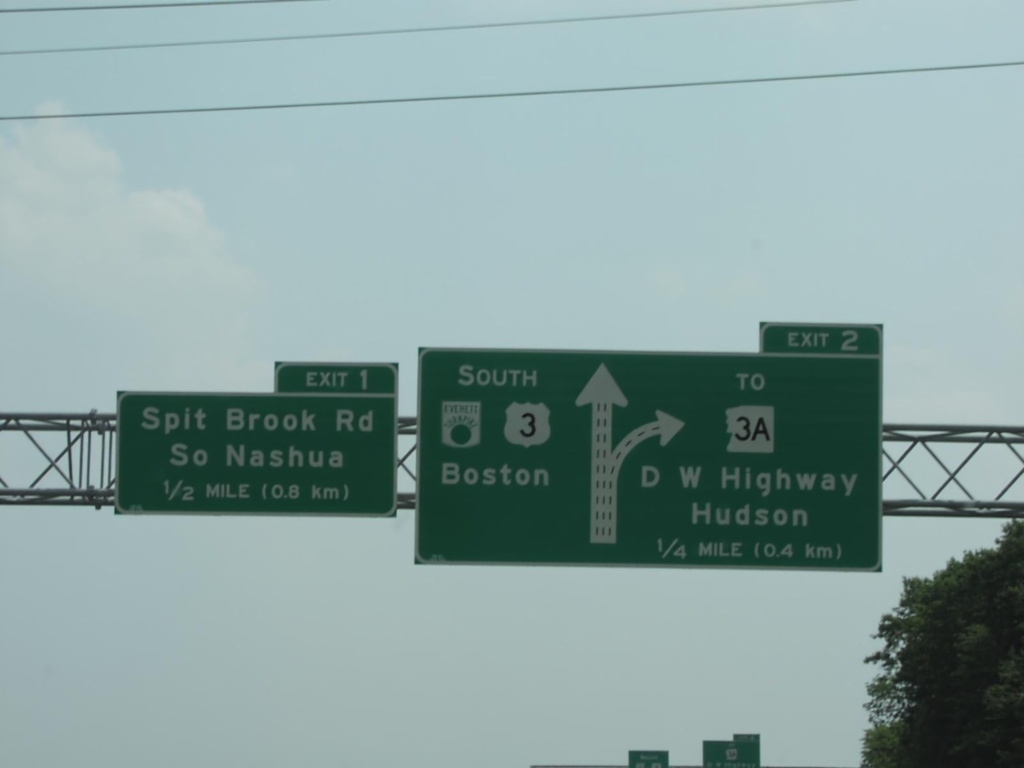 EXIT 1
Spit Brook Rd
So Nashua
1/2 MILE (0.8 km)
EXIT 2
SOUTH
EVERETT
TURNPIKE
3
Boston
TO
3A
D W Highway
Hudson
1/4 MILE (0.4 km)